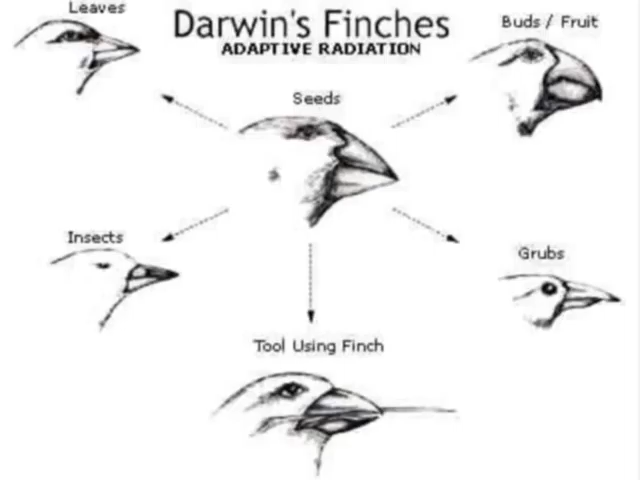 Leaves
Darwin's Finches
ADAPTIVE RADIATION
Buds / Fruit
Seeds
Insects
Grubs
Tool Using Finch